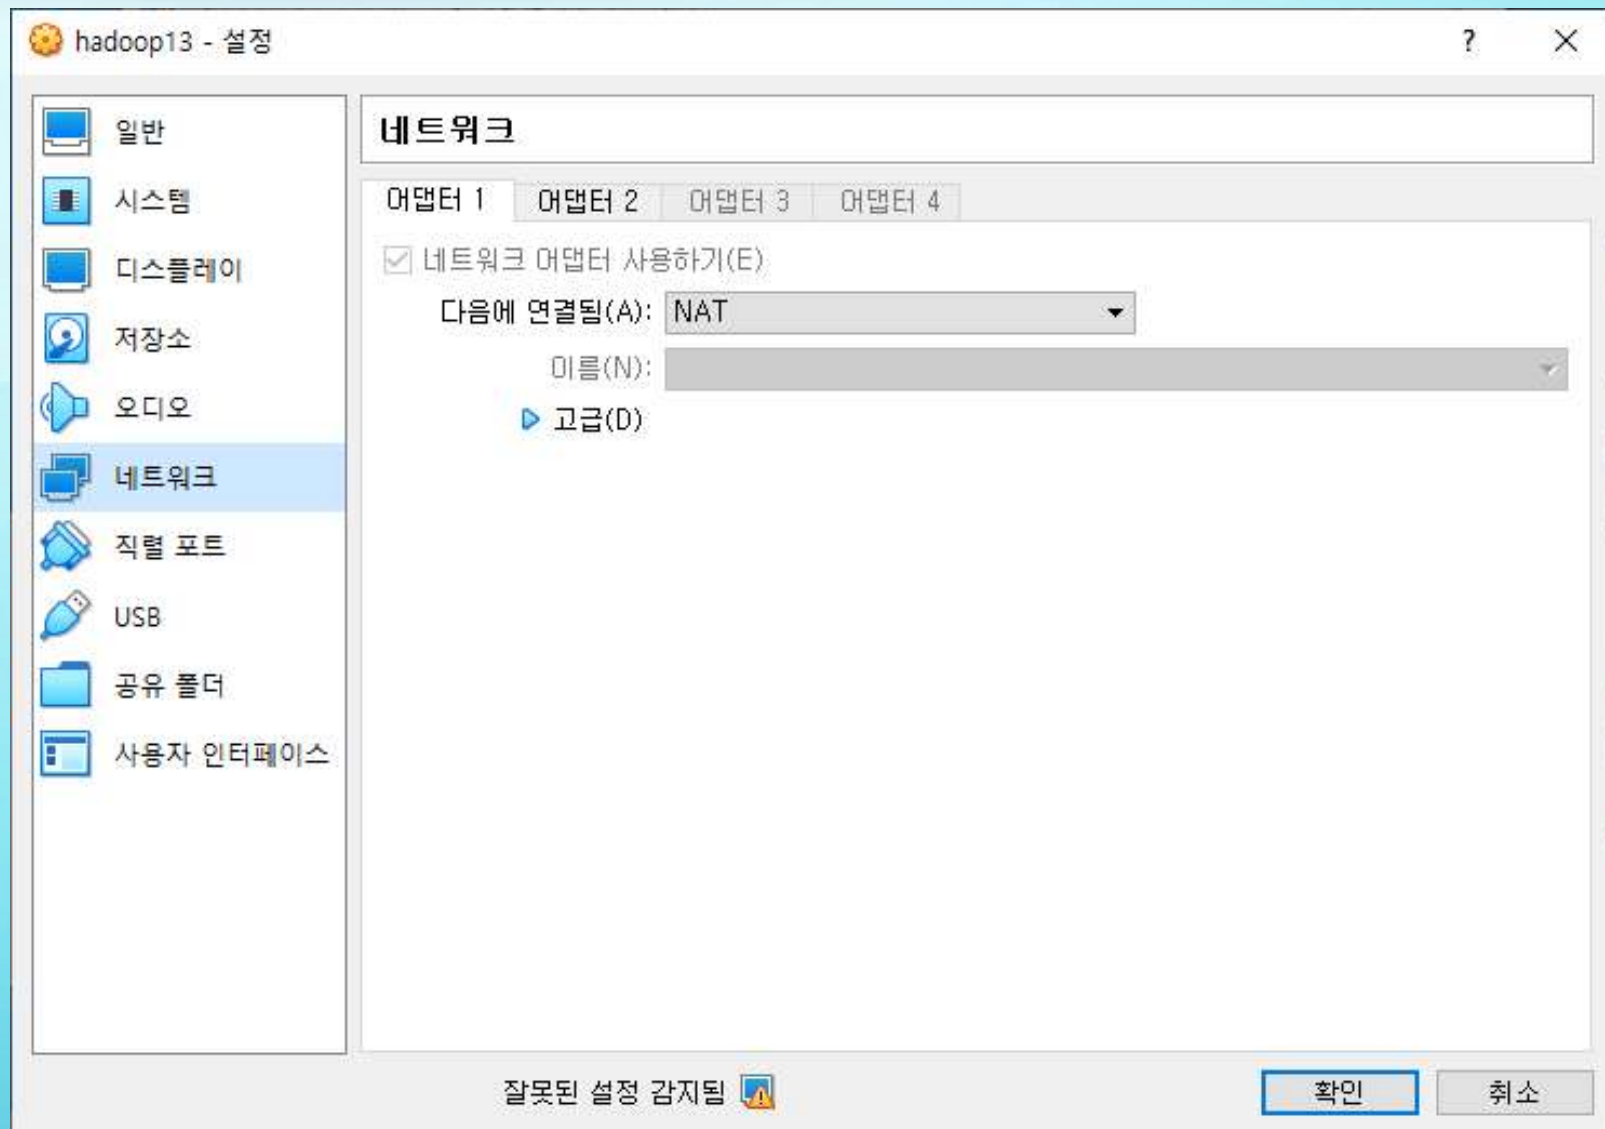 hadoop13 - 설정
?
일반
시스템
디스플레이
저장소
오디오
네트워크
직렬 포트
USB
공유 폴더
사용자 인터페이스
네트워크
어댑터 1 어댑터 2 어댑터 3 어댑터 4
네트워크 어댑터 사용하기(E)
다음에 연결됨(A): NAT
이름(N):
고급(D)
잘못된 설정 감지됨
확인 취소